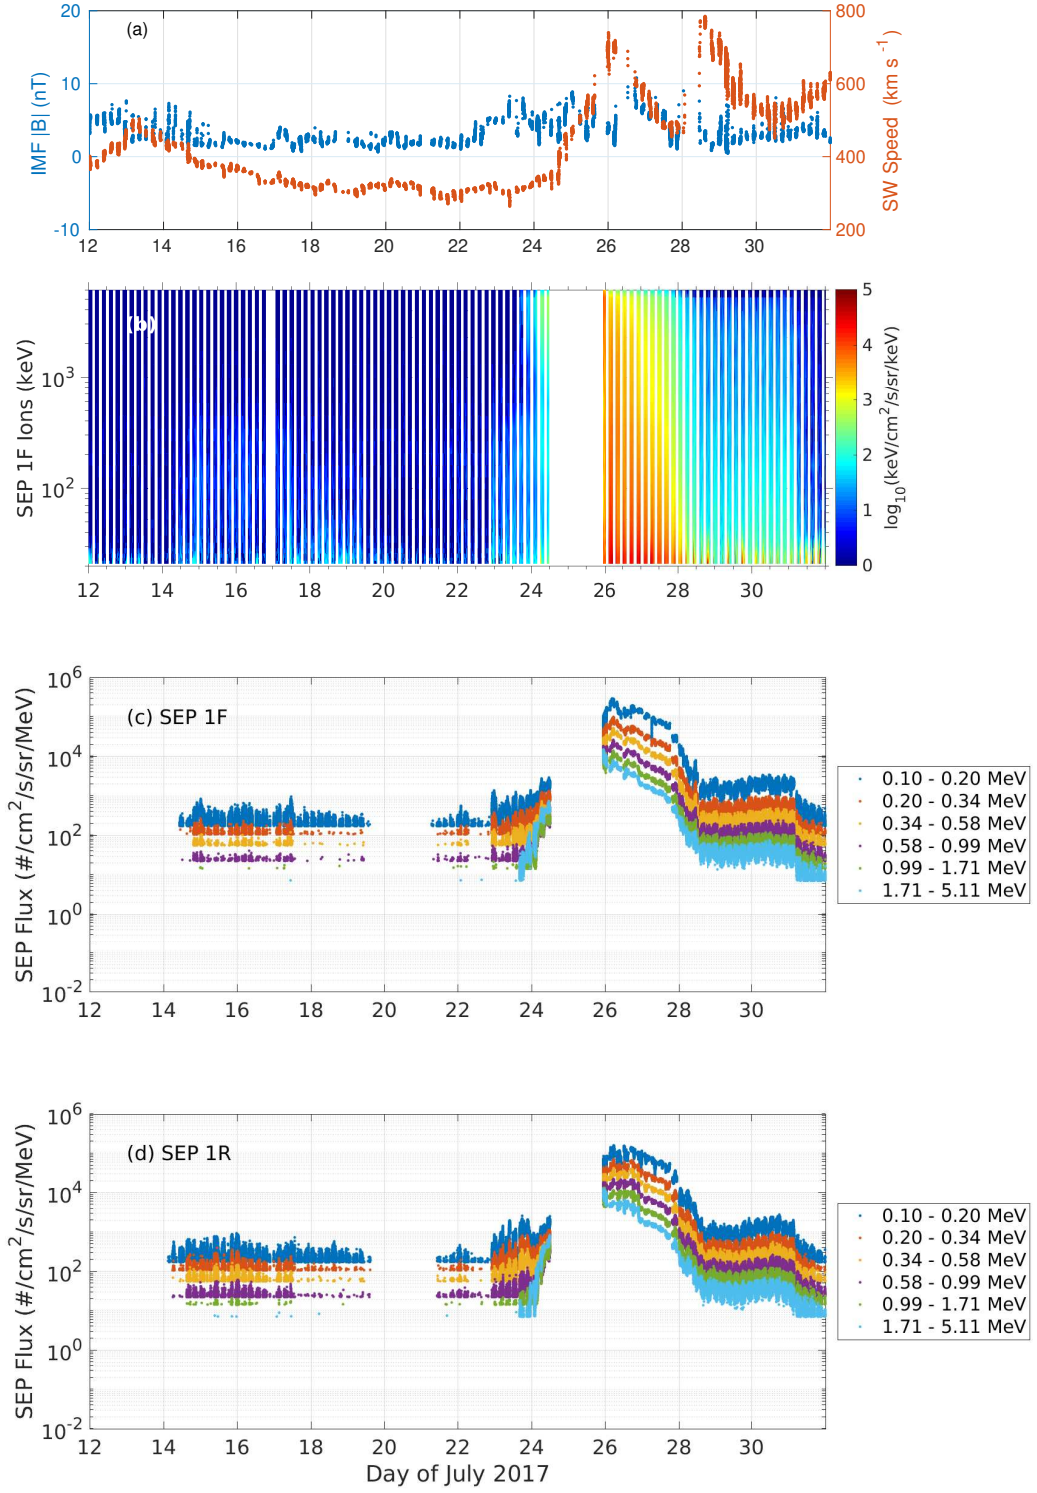 (a)
20
10
0
-10
IMF |B| (nT)
800
600
400
200
SW Speed (km s⁻¹)
12 14 16 18 20 22 24 26 28 30
(b)
10³
10²
SEP 1F Ions (keV)
5
4
3
2
1
0
log₁₀(keV/cm²/s/sr/keV)
12 14 16 18 20 22 24 26 28 30
(c) SEP 1F
10⁶
10⁴
10²
10⁰
10⁻²
SEP Flux (#/cm²/s/sr/MeV)
12 14 16 18 20 22 24 26 28 30
0.10 - 0.20 MeV
0.20 - 0.34 MeV
0.34 - 0.58 MeV
0.58 - 0.99 MeV
0.99 - 1.71 MeV
1.71 - 5.11 MeV
(d) SEP 1R
10⁶
10⁴
10²
10⁰
10⁻²
SEP Flux (#/cm²/s/sr/MeV)
12 14 16 18 20 22 24 26 28 30
Day of July 2017
0.10 - 0.20 MeV
0.20 - 0.34 MeV
0.34 - 0.58 MeV
0.58 - 0.99 MeV
0.99 - 1.71 MeV
1.71 - 5.11 MeV